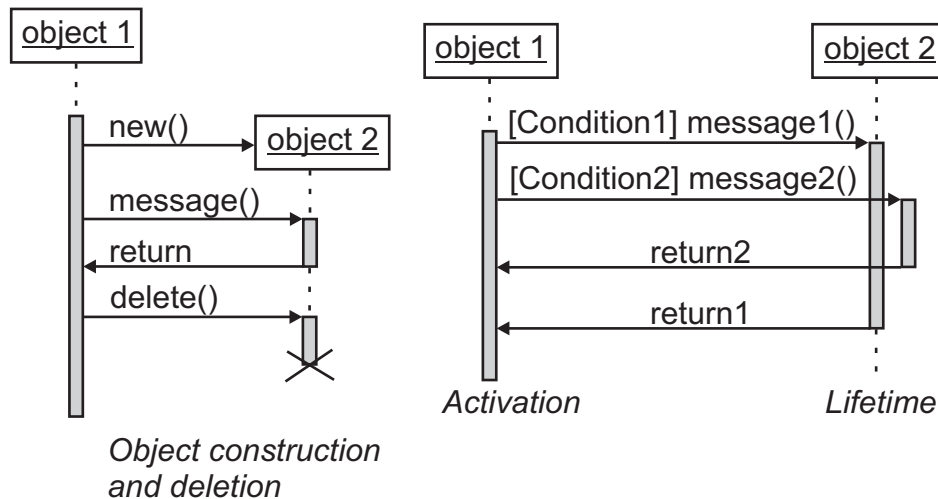 object 1
new()
object 2
message()
return
delete()
Object construction
and deletion
object 1
object 2
[Condition1] message1()
[Condition2] message2()
return2
return1
Activation
Lifetime